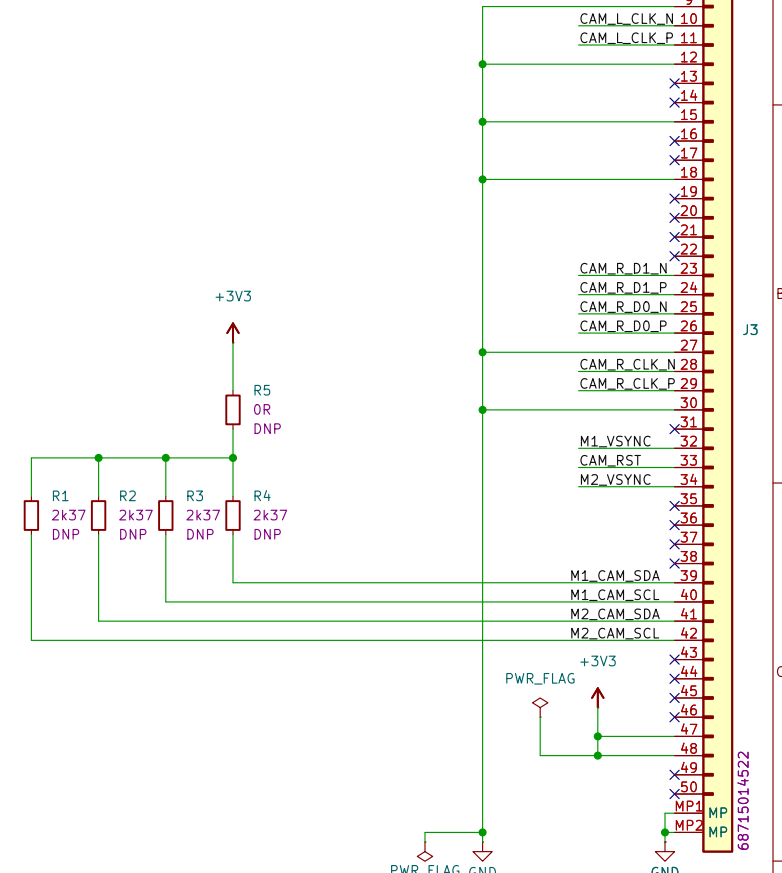 9
CAM_L_CLK_N 10
CAM_L_CLK_P 11
12
13
14
15
16
17
18
19
20
21
22
CAM_R_D1_N 23
CAM_R_D1_P 24
CAM_R_D0_N 25
CAM_R_D0_P 26
27
CAM_R_CLK_N 28
CAM_R_CLK_P 29
30
31
M1_VSYNC 32
CAM_RST 33
M2_VSYNC 34
35
36
37
38
M1_CAM_SDA 39
M1_CAM_SCL 40
M2_CAM_SDA 41
M2_CAM_SCL 42
43
44
45
46
47
48
49
50
MP1 MP
MP2 MP
J3
68715014522
B
C
+3V3
R5
0R
DNP
R1
2k37
DNP
R2
2k37
DNP
R3
2k37
DNP
R4
2k37
DNP
+3V3
PWR_FLAG
PWR_FLAG
GND
GND